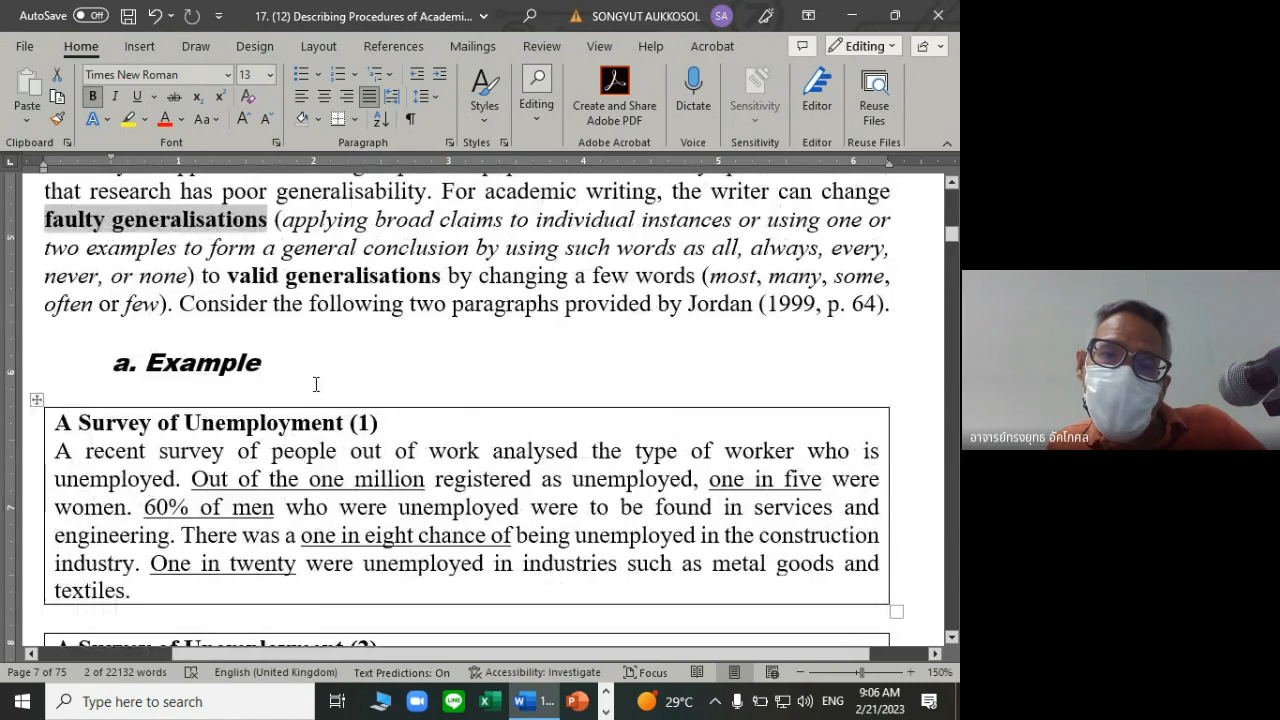 AutoSave Off
17. (12) Describing Procedures of Academi...
SONGYUT AUKKOSOL SA
File Home Insert Draw Design Layout References Mailings Review View Help Acrobat Editing
Times New Roman 13
Paste
Styles
Editing
Create and Share Adobe PDF
Dictate
Sensitivity
Editor
Reuse Files
Clipboard Font Paragraph Styles Adobe Acrobat Voice Sensitivity Editor Reuse Files
1 2 3 4 5 6
that research has poor generalisability. For academic writing, the writer can change
faulty generalisations (applying broad claims to individual instances or using one or
two examples to form a general conclusion by using such words as all, always, every,
never, or none) to valid generalisations by changing a few words (most, many, some,
often or few). Consider the following two paragraphs provided by Jordan (1999, p. 64).
a. Example
A Survey of Unemployment (1)
A recent survey of people out of work analysed the type of worker who is
unemployed. Out of the one million registered as unemployed, one in five were
women. 60% of men who were unemployed were to be found in services and
engineering. There was a one in eight chance of being unemployed in the construction
industry. One in twenty were unemployed in industries such as metal goods and
textiles.
A Survey of Unemployment (2)
อาจารย์ทรงยุทธ อัคโกศล
Page 7 of 75 2 of 22132 words English (United Kingdom) Text Predictions: On Accessibility: Investigate Focus 150%
Type here to search
29°C
ENG
9:06 AM
2/21/2023